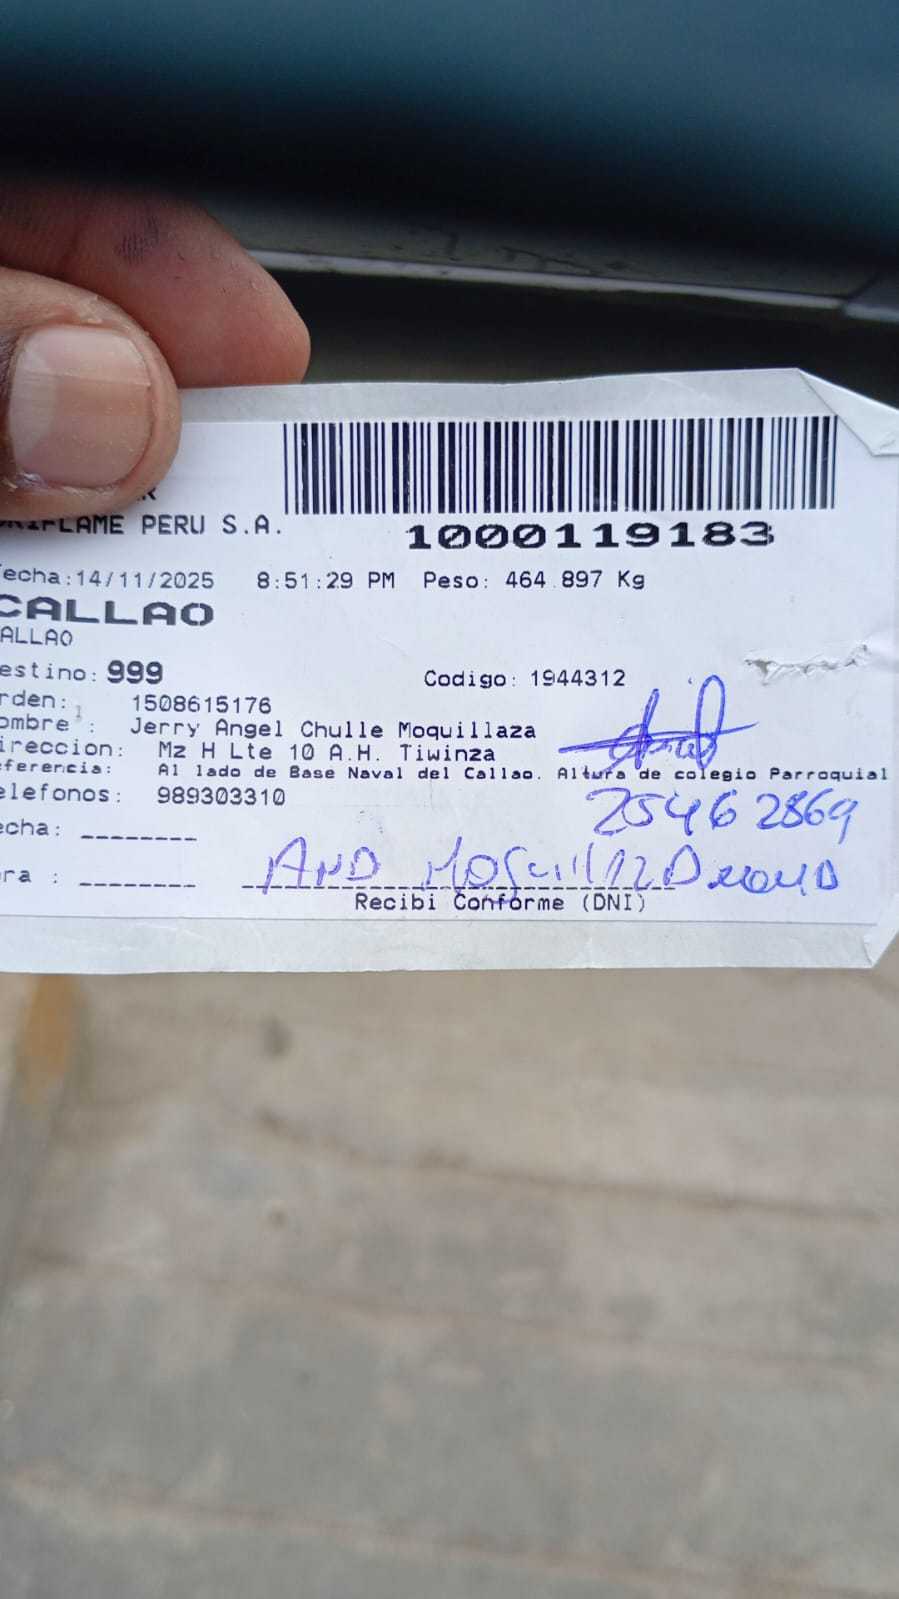 ORIFLAME PERU S.A.
1000119183
echa:14/11/2025 8:51:29 PM Peso: 464.897 Kg
CALLAO
ALLAO
estino: 999 Codigo: 1944312
rden: 1508615176
ombre : Jerry Angel Chulle Moquillaza
ireccion: Mz H Lte 10 A.H. Tiwinza
eferencia: Al lado de Base Naval del Callao. Altura de colegio Parroquial
elefonos: 989303310
25462869
echa:
ra :
Recibi Conforme (DNI)